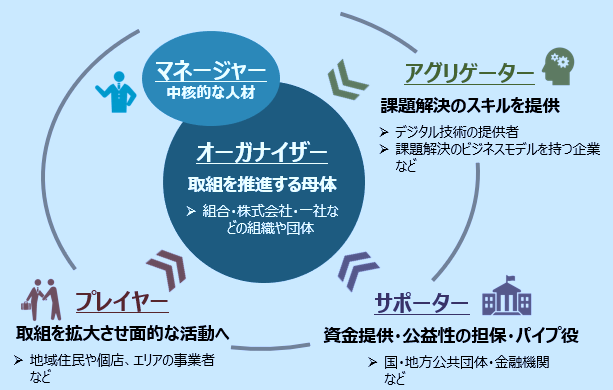 マネージャー
中核的な人材
アグリゲーター
課題解決のスキルを提供
➢ デジタル技術の提供者
➢ 課題解決のビジネスモデルを持つ企業
など
オーガナイザー
取組を推進する母体
➢ 組合・株式会社・一社な
どの組織や団体
プレイヤー
取組を拡大させ面的な活動へ
➢ 地域住民や個店、エリアの事業者
など
サポーター
資金提供・公益性の担保・パイプ役
➢ 国・地方公共団体・金融機関
など